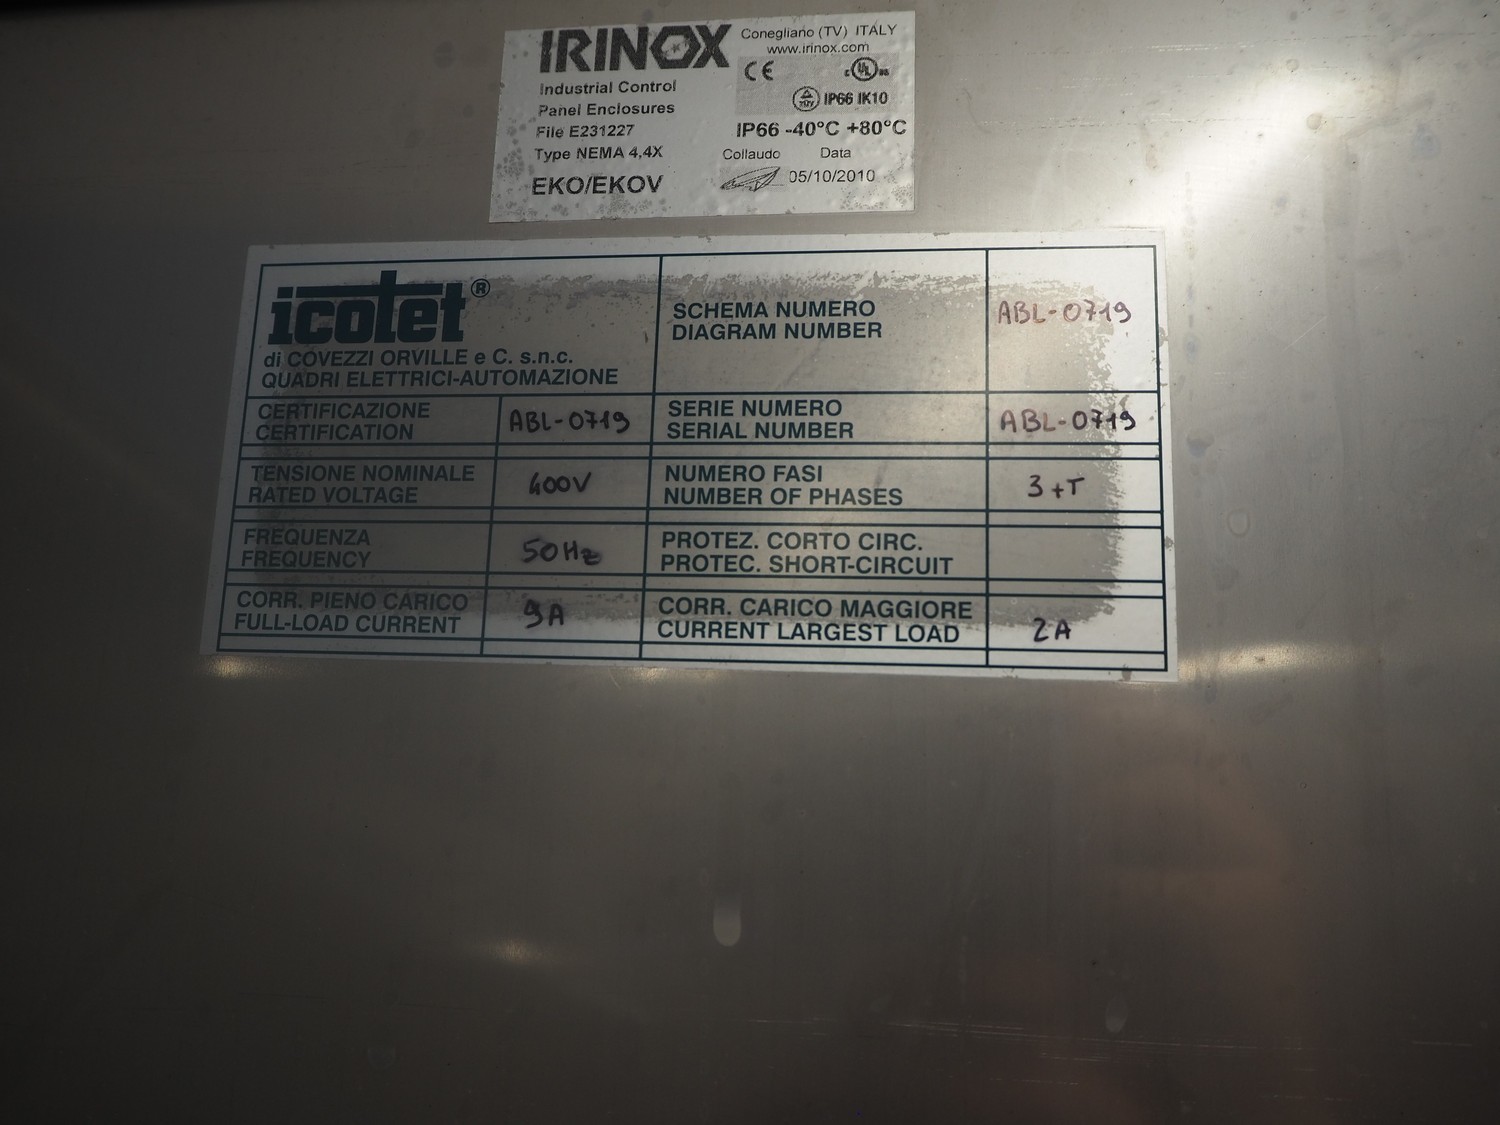 IRINOX
Conegliano (TV) ITALY
www.irinox.com
CE
c UL us
Industrial Control
Panel Enclosures
File E231227
Type NEMA 4,4X
EKO/EKOV
IP66 IK10
IP66 -40°C +80°C
Collaudo Data
05/10/2010
icotet®
di COVEZZI ORVILLE e C. s.n.c.
QUADRI ELETTRICI-AUTOMAZIONE
SCHEMA NUMERO
DIAGRAM NUMBER
ABL-0719
CERTIFICAZIONE
CERTIFICATION
ABL-0719
SERIE NUMERO
SERIAL NUMBER
ABL-0719
TENSIONE NOMINALE
RATED VOLTAGE
400V
NUMERO FASI
NUMBER OF PHASES
3+T
FREQUENZA
FREQUENCY
50Hz
PROTEZ. CORTO CIRC.
PROTEC. SHORT-CIRCUIT
CORR. PIENO CARICO
FULL-LOAD CURRENT
9A
CORR. CARICO MAGGIORE
CURRENT LARGEST LOAD
2A